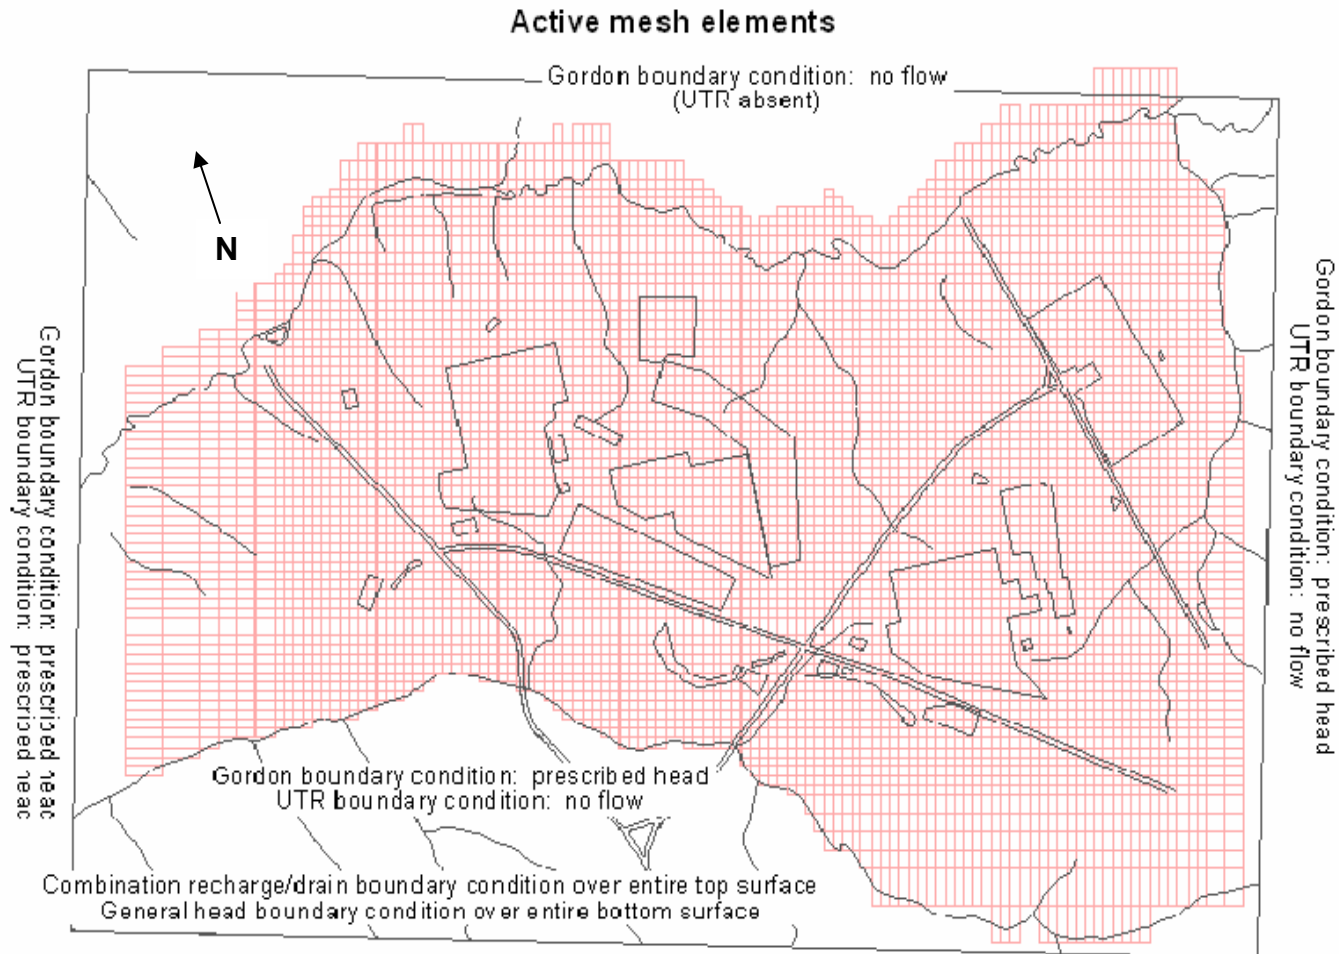 Active mesh elements
Gordon boundary condition: no flow
(UTR absent)
N
Gordon boundary condition: prescribed head
UTR boundary condition: prescribed head
Gordon boundary condition: prescribed head
UTR boundary condition: no flow
Gordon boundary condition: prescribed head
UTR boundary condition: no flow
Combination recharge/drain boundary condition over entire top surface
General head boundary condition over entire bottom surface